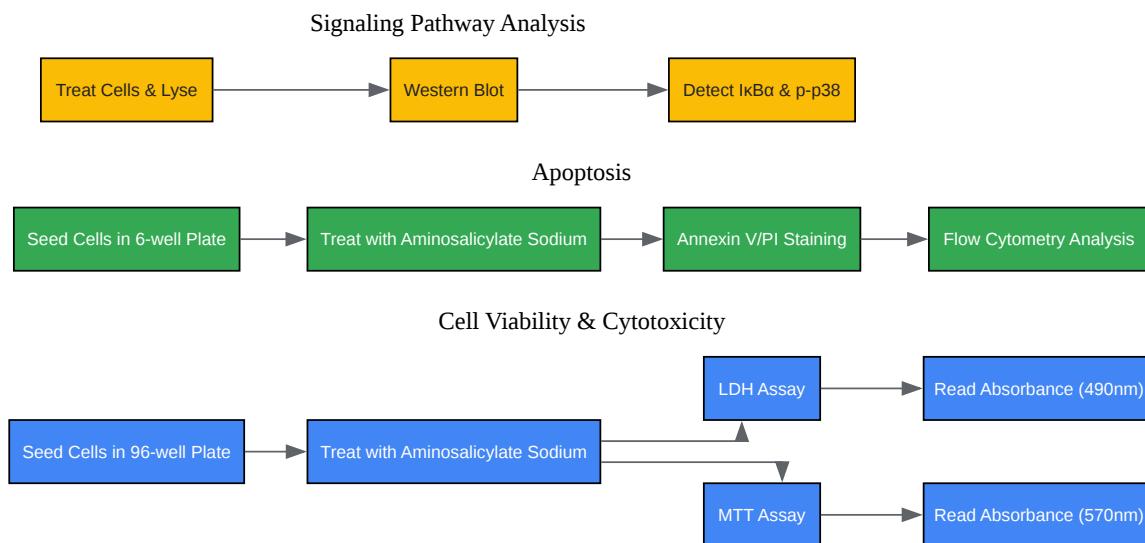 Signaling Pathway Analysis
Treat Cells & Lyse
Western Blot
Detect IκBα & p-p38
Apoptosis
Seed Cells in 6-well Plate
Treat with Aminosalicylate Sodium
Annexin V/PI Staining
Flow Cytometry Analysis
Cell Viability & Cytotoxicity
Seed Cells in 96-well Plate
Treat with Aminosalicylate Sodium
LDH Assay
Read Absorbance (490nm)
MTT Assay
Read Absorbance (570nm)